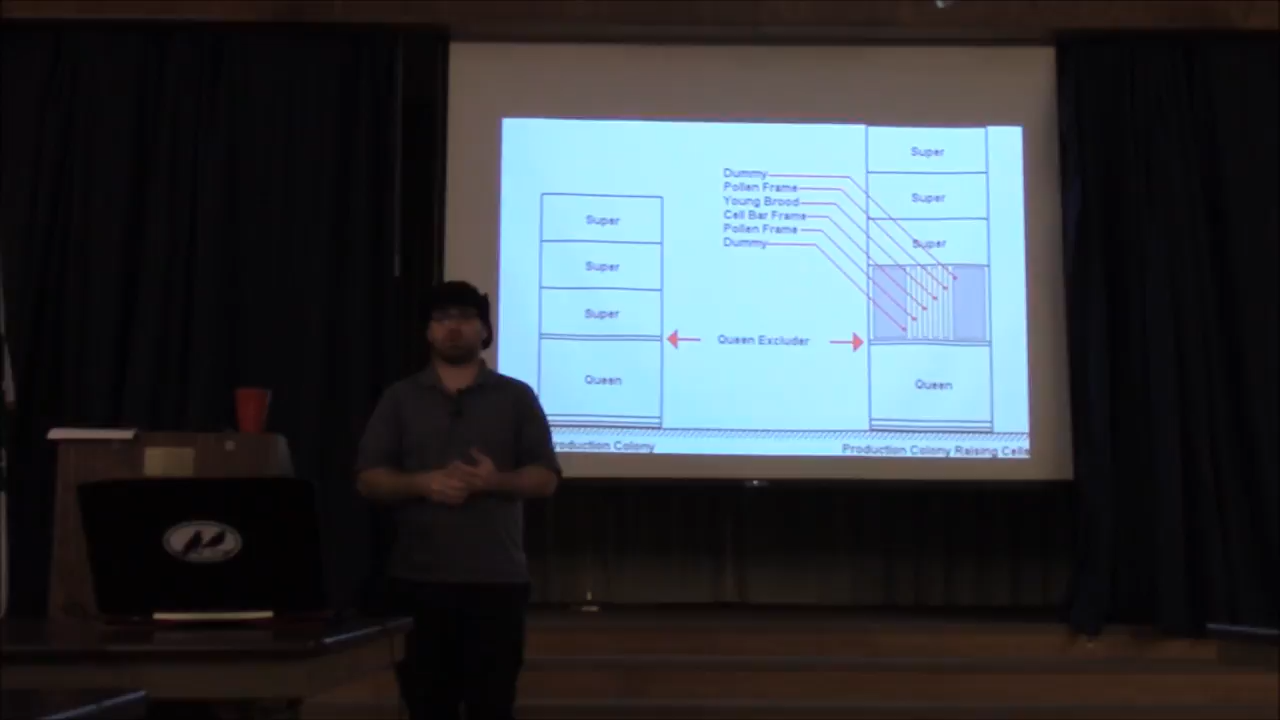 Super
Super
Super
Queen
roduction Colony
Dummy
Pollen Frame
Young Brood
Cell Bar Frame
Pollen Frame
Dummy
Queen Excluder
Super
Super
Super
Queen
Production Colony Raising Cells